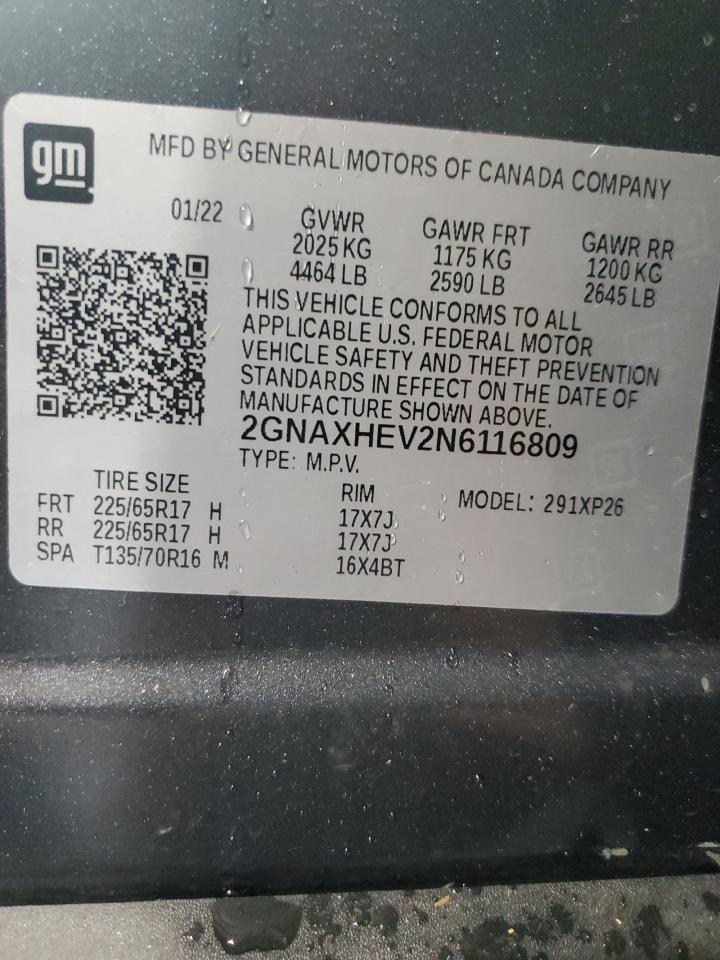 gm
MFD BY GENERAL MOTORS OF CANADA COMPANY
01/22
GVWR
2025 KG
4464 LB
GAWR FRT
1175 KG
2590 LB
GAWR RR
1200 KG
2645 LB
THIS VEHICLE CONFORMS TO ALL
APPLICABLE U.S. FEDERAL MOTOR
VEHICLE SAFETY AND THEFT PREVENTION
STANDARDS IN EFFECT ON THE DATE OF
MANUFACTURE SHOWN ABOVE.
2GNAXHEV2N6116809
TYPE: M.P.V.
TIRE SIZE RIM MODEL: 291XP26
FRT 225/65R17 H 17X7J
RR 225/65R17 H 17X7J
SPA T135/70R16 M 16X4BT